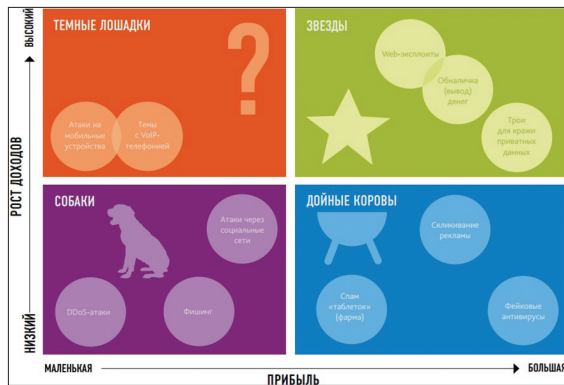 ВЫСОКИЙ
РОСТ ДОХОДОВ
НИЗКИЙ
ТЕМНЫЕ ЛОШАДКИ
?
Атаки на
мобильные
устройства
Темы
с VoIP-
телефонией
ЗВЕЗДЫ
Web-эксплоиты
Обналичка
(вывод)
денег
Трои
для кражи
приватных
данных
СОБАКИ
Атаки через
социальные
сети
DDoS-атаки
Фишинг
ДОЙНЫЕ КОРОВЫ
Скликивание
рекламы
Спам
«таблеток»
(фарма)
Фейковые
антивирусы
МАЛЕНЬКАЯ
ПРИБЫЛЬ
БОЛЬШАЯ